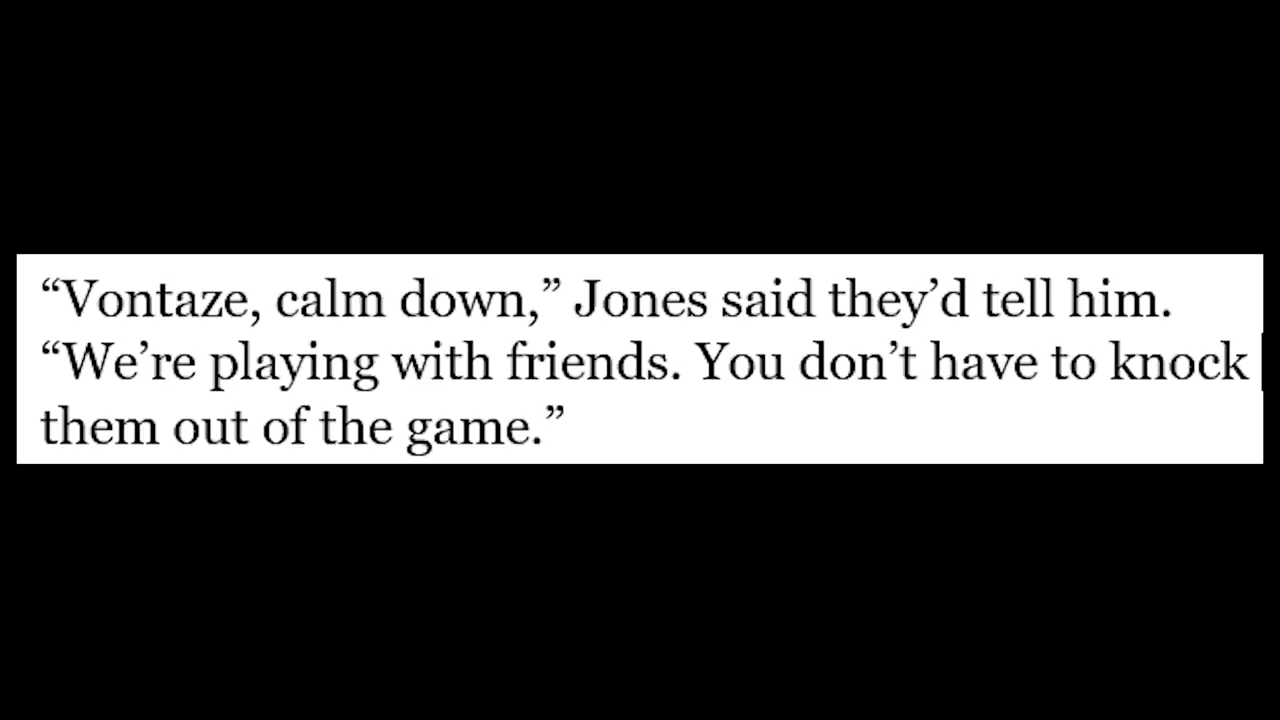 “Vontaze, calm down,” Jones said they’d tell him.
“We’re playing with friends. You don’t have to knock
them out of the game.”